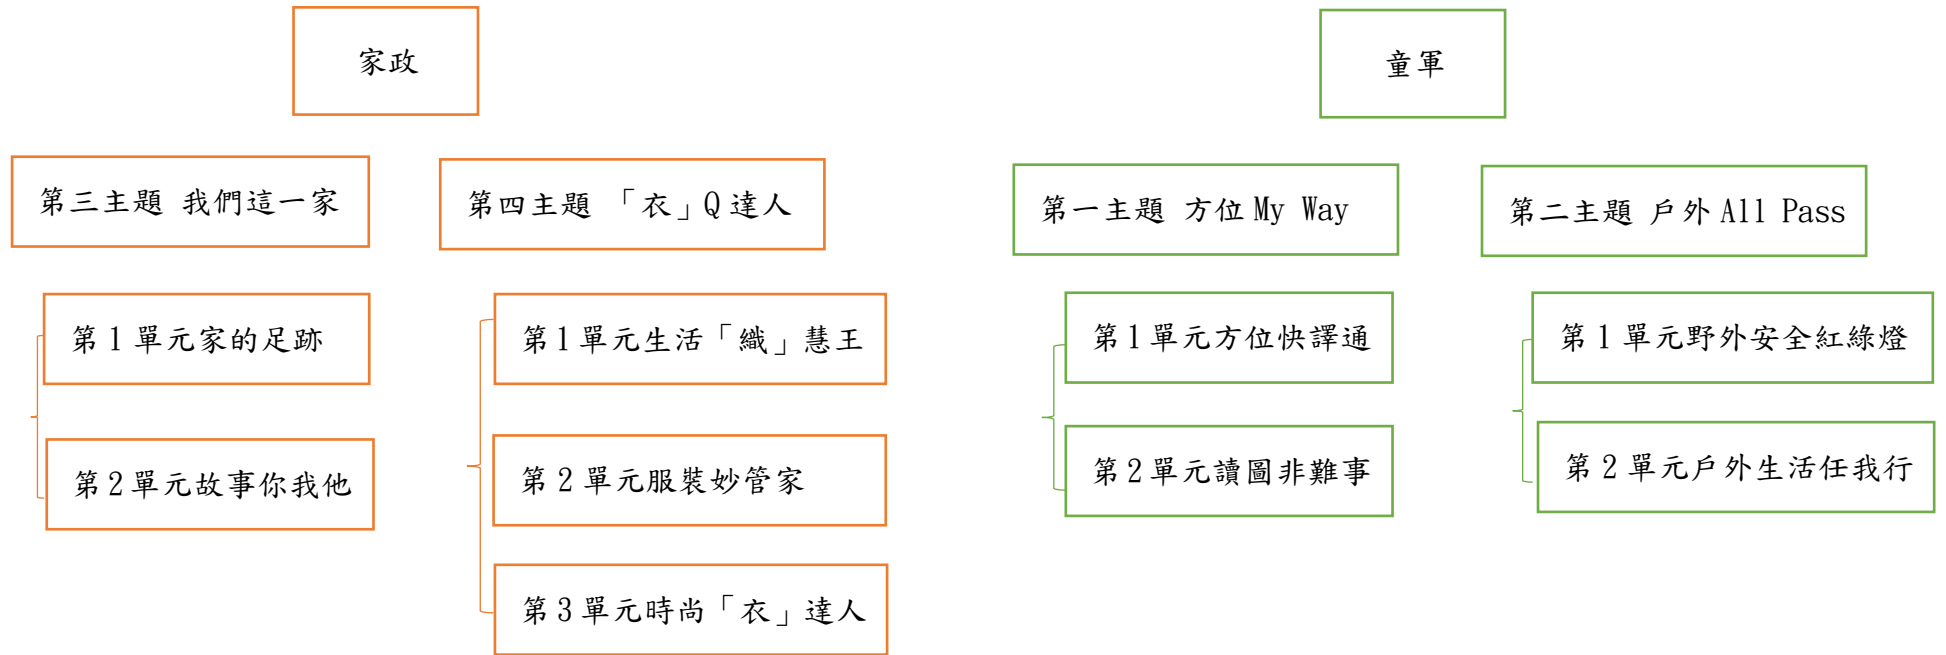 家政
第三主題 我們這一家
第四主題 「衣」Q達人
第1單元家的足跡
第2單元故事你我他
第1單元生活「織」慧王
第2單元服裝妙管家
第3單元時尚「衣」達人
童軍
第一主題 方位My Way
第二主題 戶外All Pass
第1單元方位快譯通
第2單元讀圖非難事
第1單元野外安全紅綠燈
第2單元戶外生活任我行